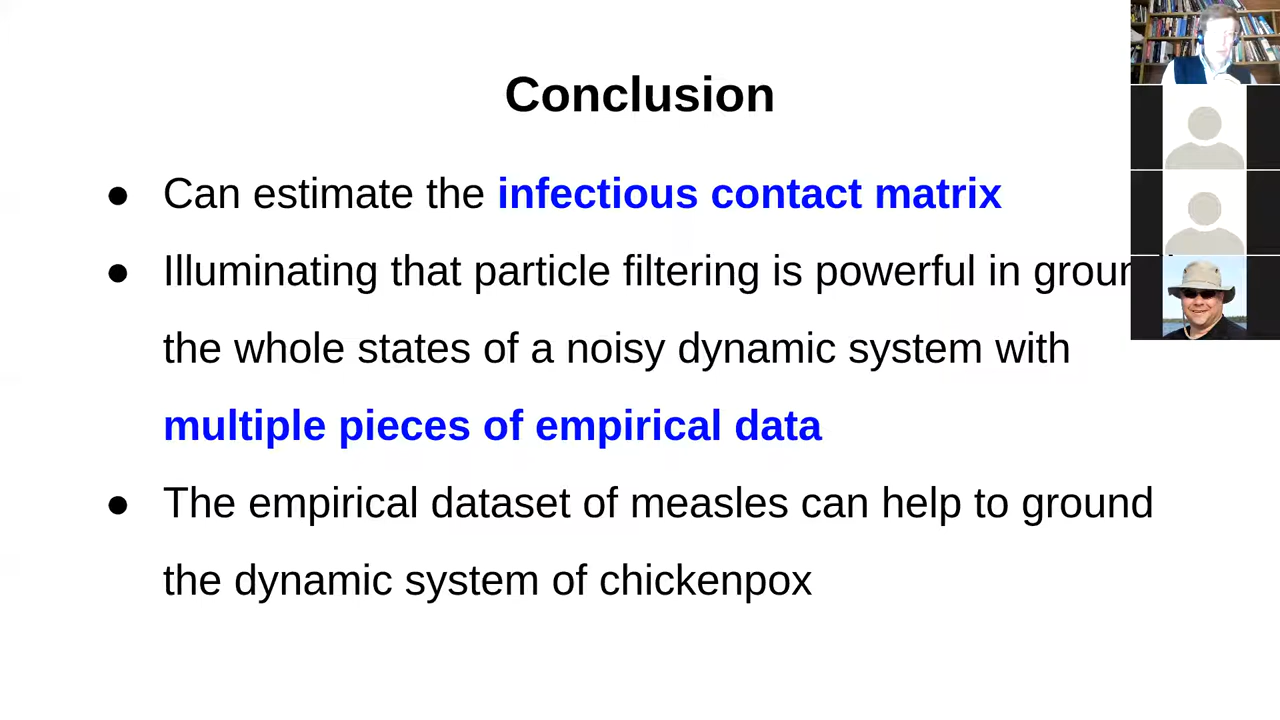 Conclusion
● Can estimate the infectious contact matrix
● Illuminating that particle filtering is powerful in
the whole states of a noisy dynamic system with
multiple pieces of empirical data
● The empirical dataset of measles can help to ground
the dynamic system of chickenpox